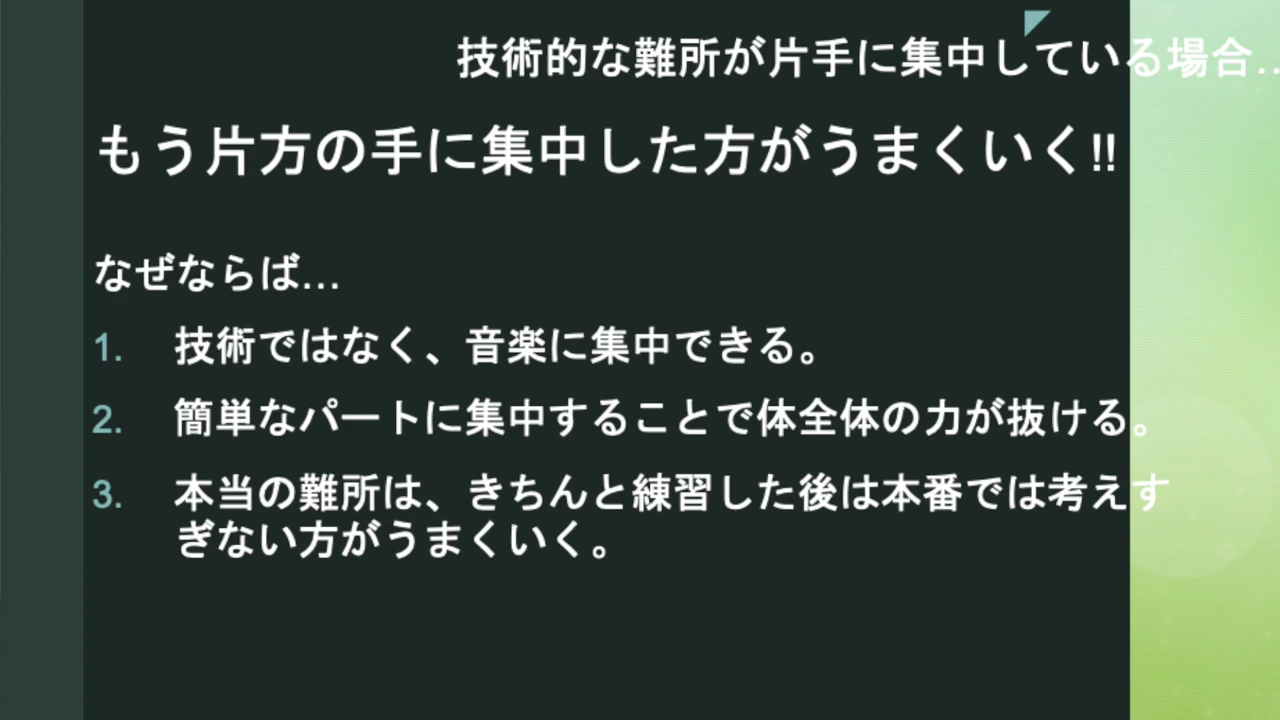 技術的な難所が片手に集中している場合…
もう片方の手に集中した方がうまくいく!!
なぜならば…
1. 技術ではなく、音楽に集中できる。
2. 簡単なパートに集中することで体全体の力が抜ける。
3. 本当の難所は、きちんと練習した後は本番では考えす
ぎない方がうまくいく。